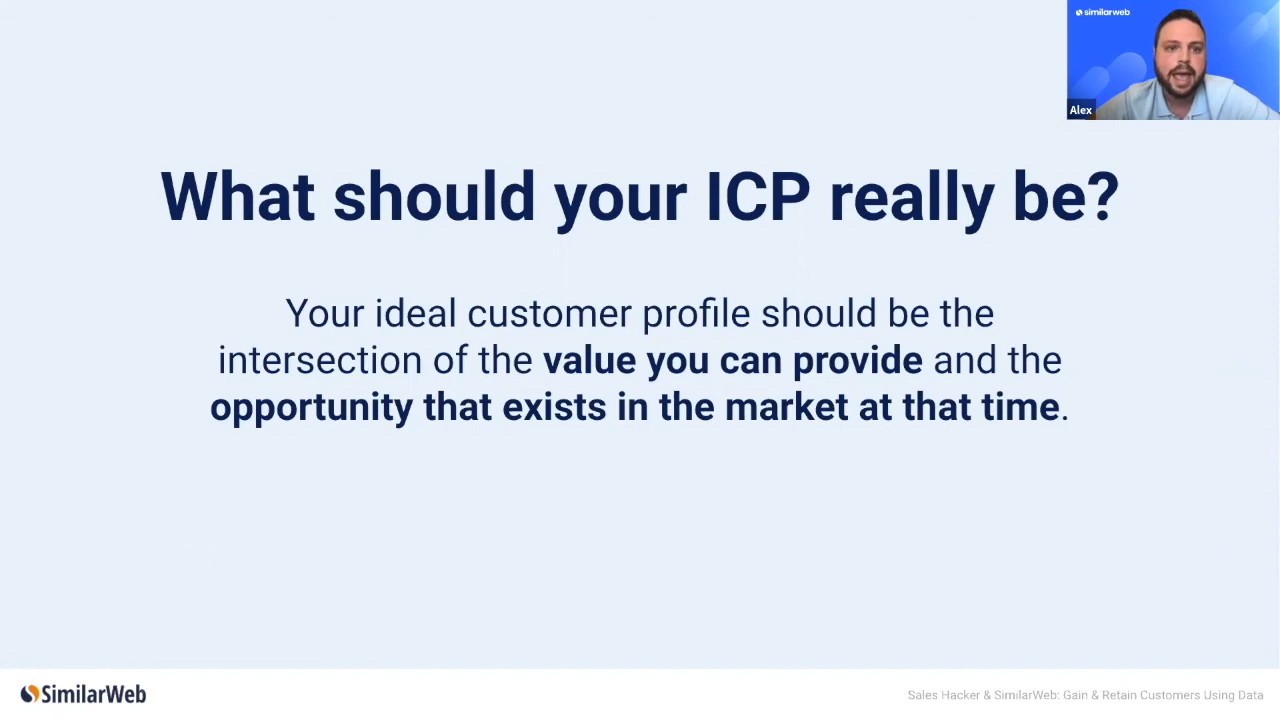 similarweb
Alex
What should your ICP really be?
Your ideal customer profile should be the
intersection of the value you can provide and the
opportunity that exists in the market at that time.
SimilarWeb
Sales Hacker & SimilarWeb: Gain & Retain Customers Using Data